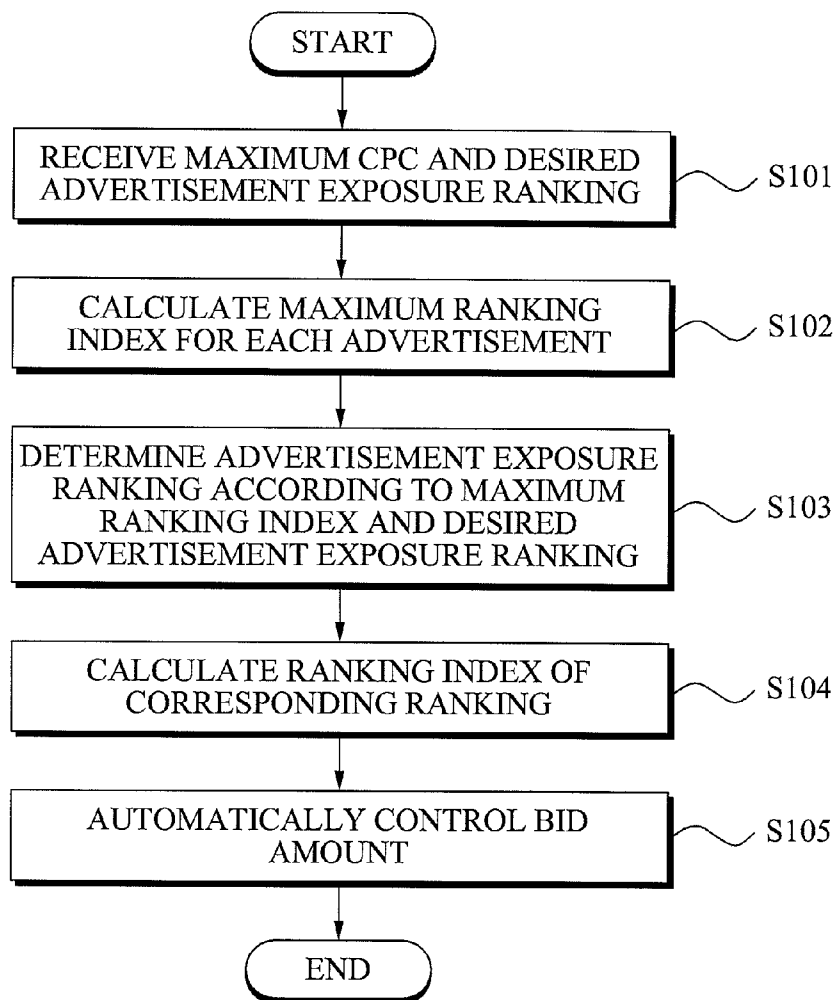 START
RECEIVE MAXIMUM CPC AND DESIRED
ADVERTISEMENT EXPOSURE RANKING
S101
CALCULATE MAXIMUM RANKING
INDEX FOR EACH ADVERTISEMENT
S102
DETERMINE ADVERTISEMENT EXPOSURE
RANKING ACCORDING TO MAXIMUM
RANKING INDEX AND DESIRED
ADVERTISEMENT EXPOSURE RANKING
S103
CALCULATE RANKING INDEX OF
CORRESPONDING RANKING
S104
AUTOMATICALLY CONTROL BID
AMOUNT
S105
END